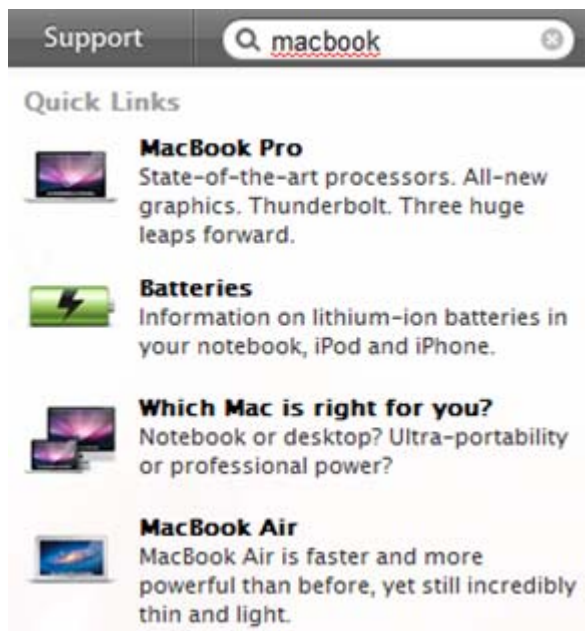 Support macbook
Quick Links
MacBook Pro
State-of-the-art processors. All-new
graphics. Thunderbolt. Three huge
leaps forward.
Batteries
Information on lithium-ion batteries in
your notebook, iPod and iPhone.
Which Mac is right for you?
Notebook or desktop? Ultra-portability
or professional power?
MacBook Air
MacBook Air is faster and more
powerful than before, yet still incredibly
thin and light.